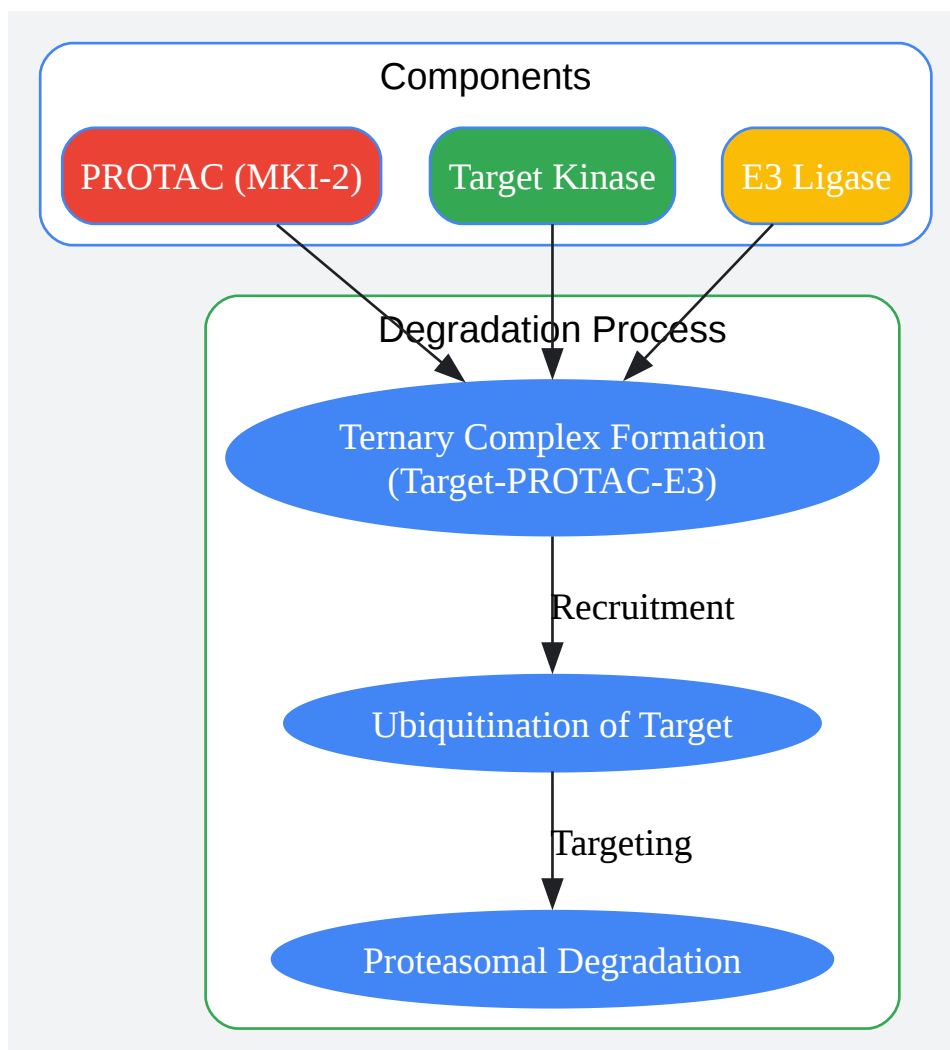 Components
PROTAC (MKI-2)
Target Kinase
E3 Ligase
Degradation Process
Ternary Complex Formation
(Target-PROTAC-E3)
Recruitment
Ubiquitination of Target
Targeting
Proteasomal Degradation